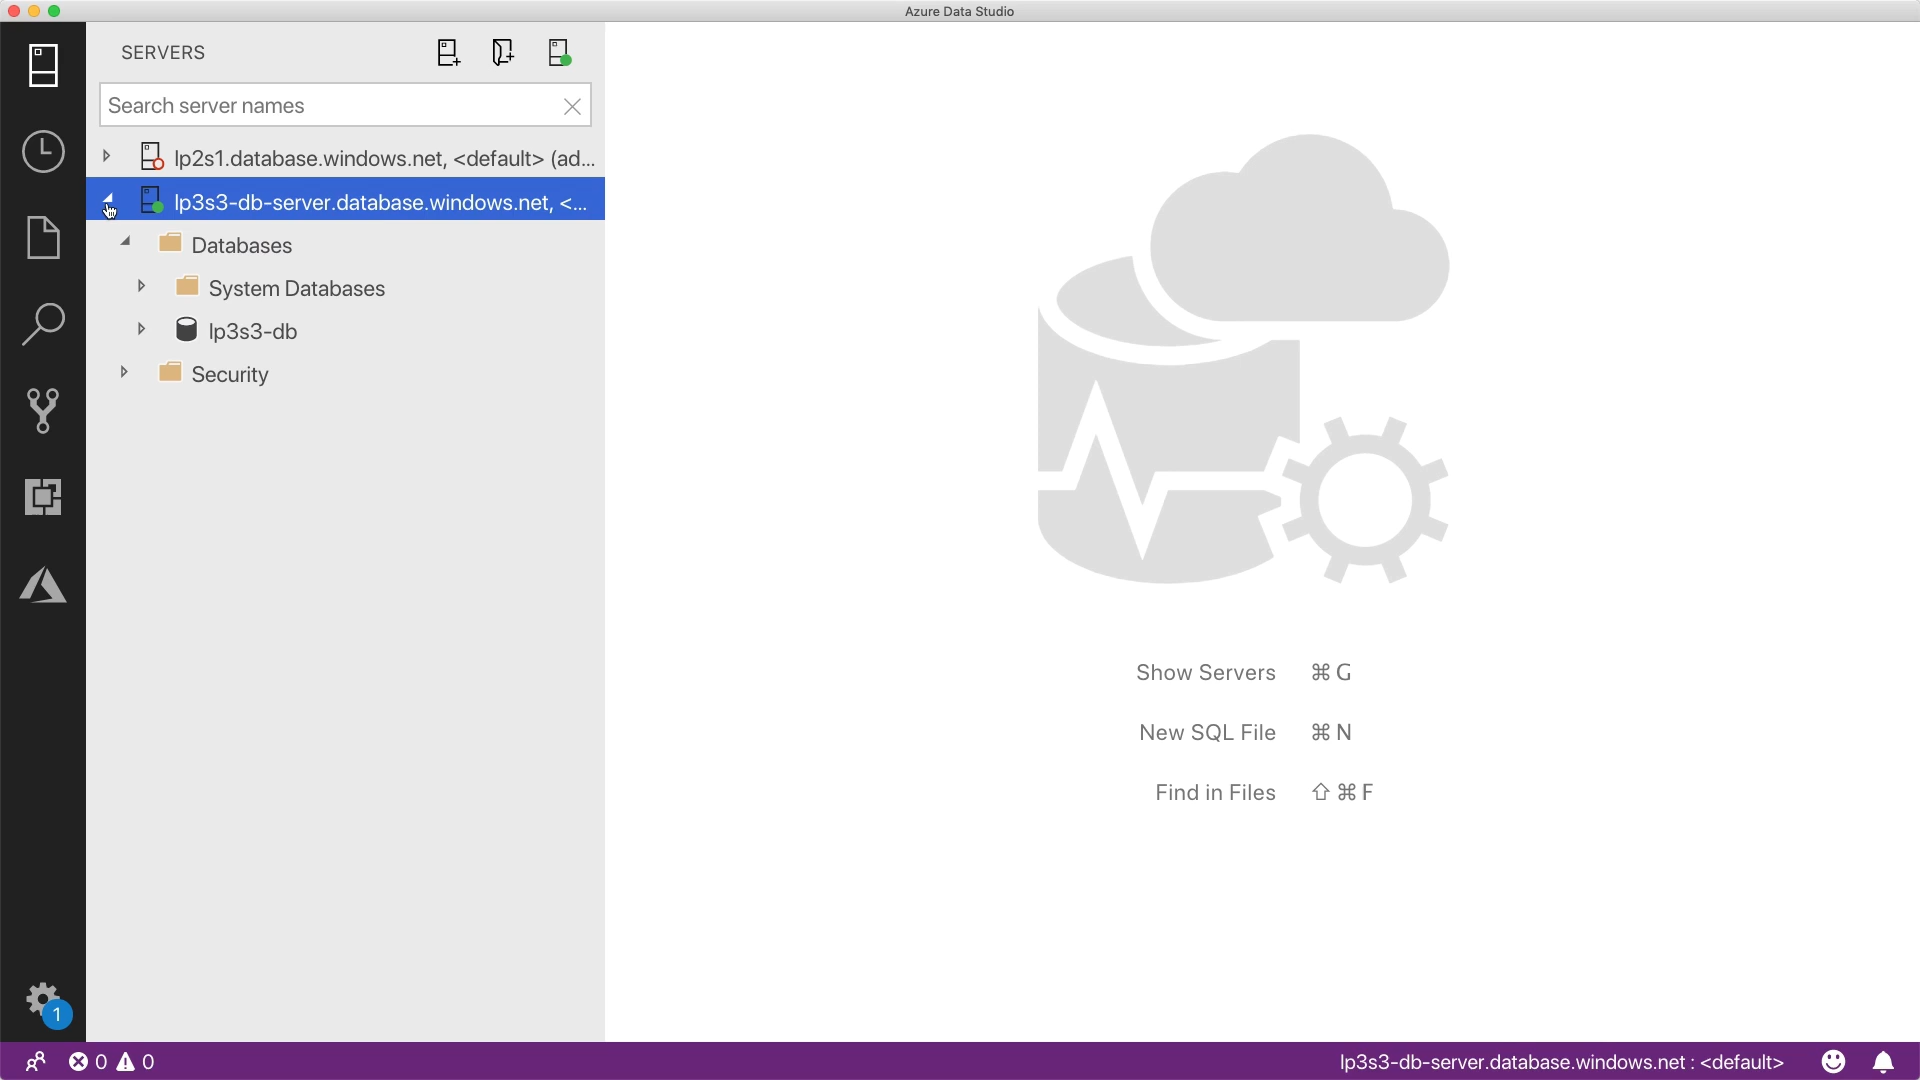 Azure Data Studio
SERVERS
Search server names
lp2s1.database.windows.net, <default> (ad...
lp3s3-db-server.database.windows.net, <...
Databases
System Databases
lp3s3-db
Security
Show Servers ⌘ G
New SQL File ⌘ N
Find in Files ⇧ ⌘ F
1
0 0
lp3s3-db-server.database.windows.net : <default>